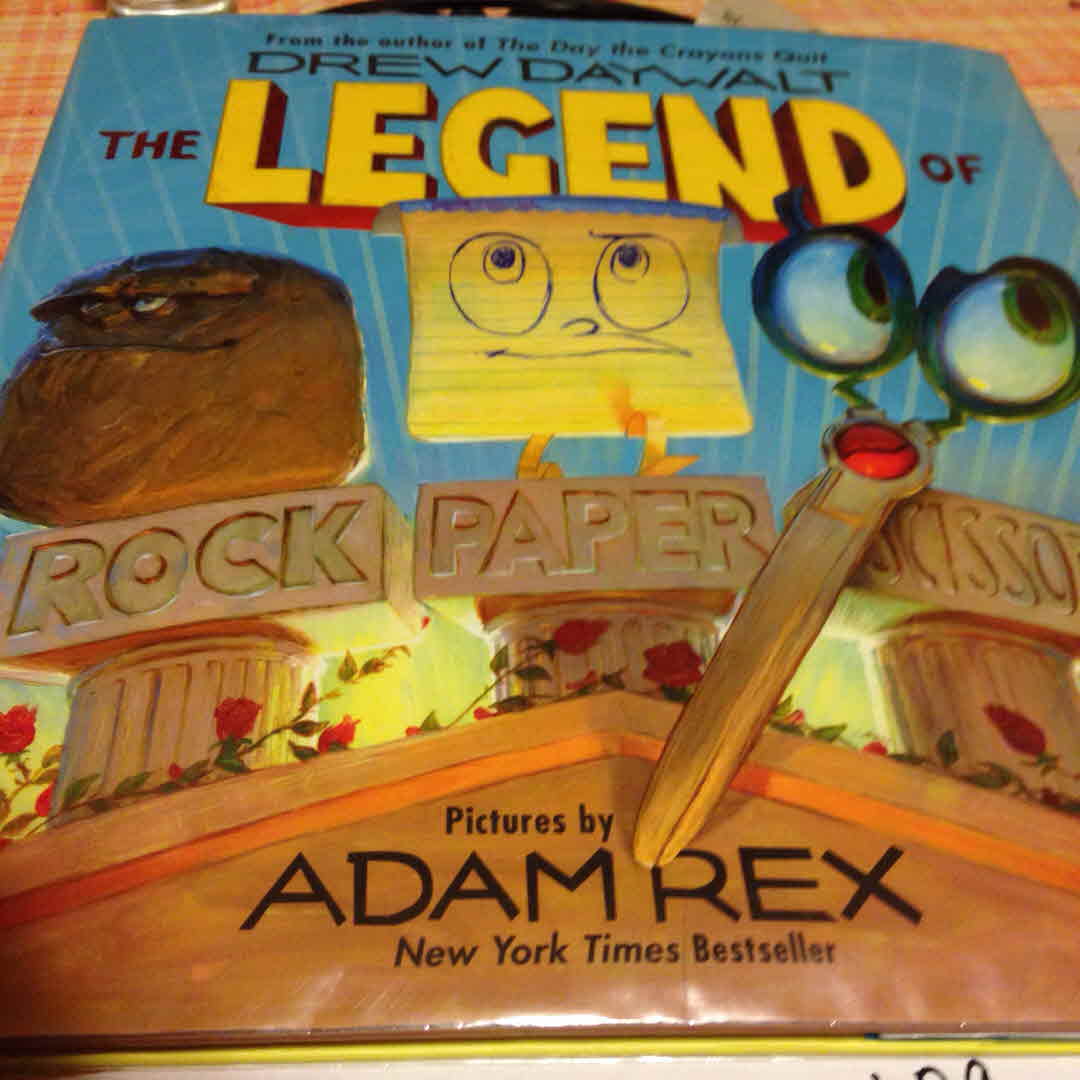 From the author of The Day the Crayons Quit
DREW DAYWALT
THE LEGEND OF
ROCK PAPER SCISSO
Pictures by
ADAM REX
New York Times Bestseller